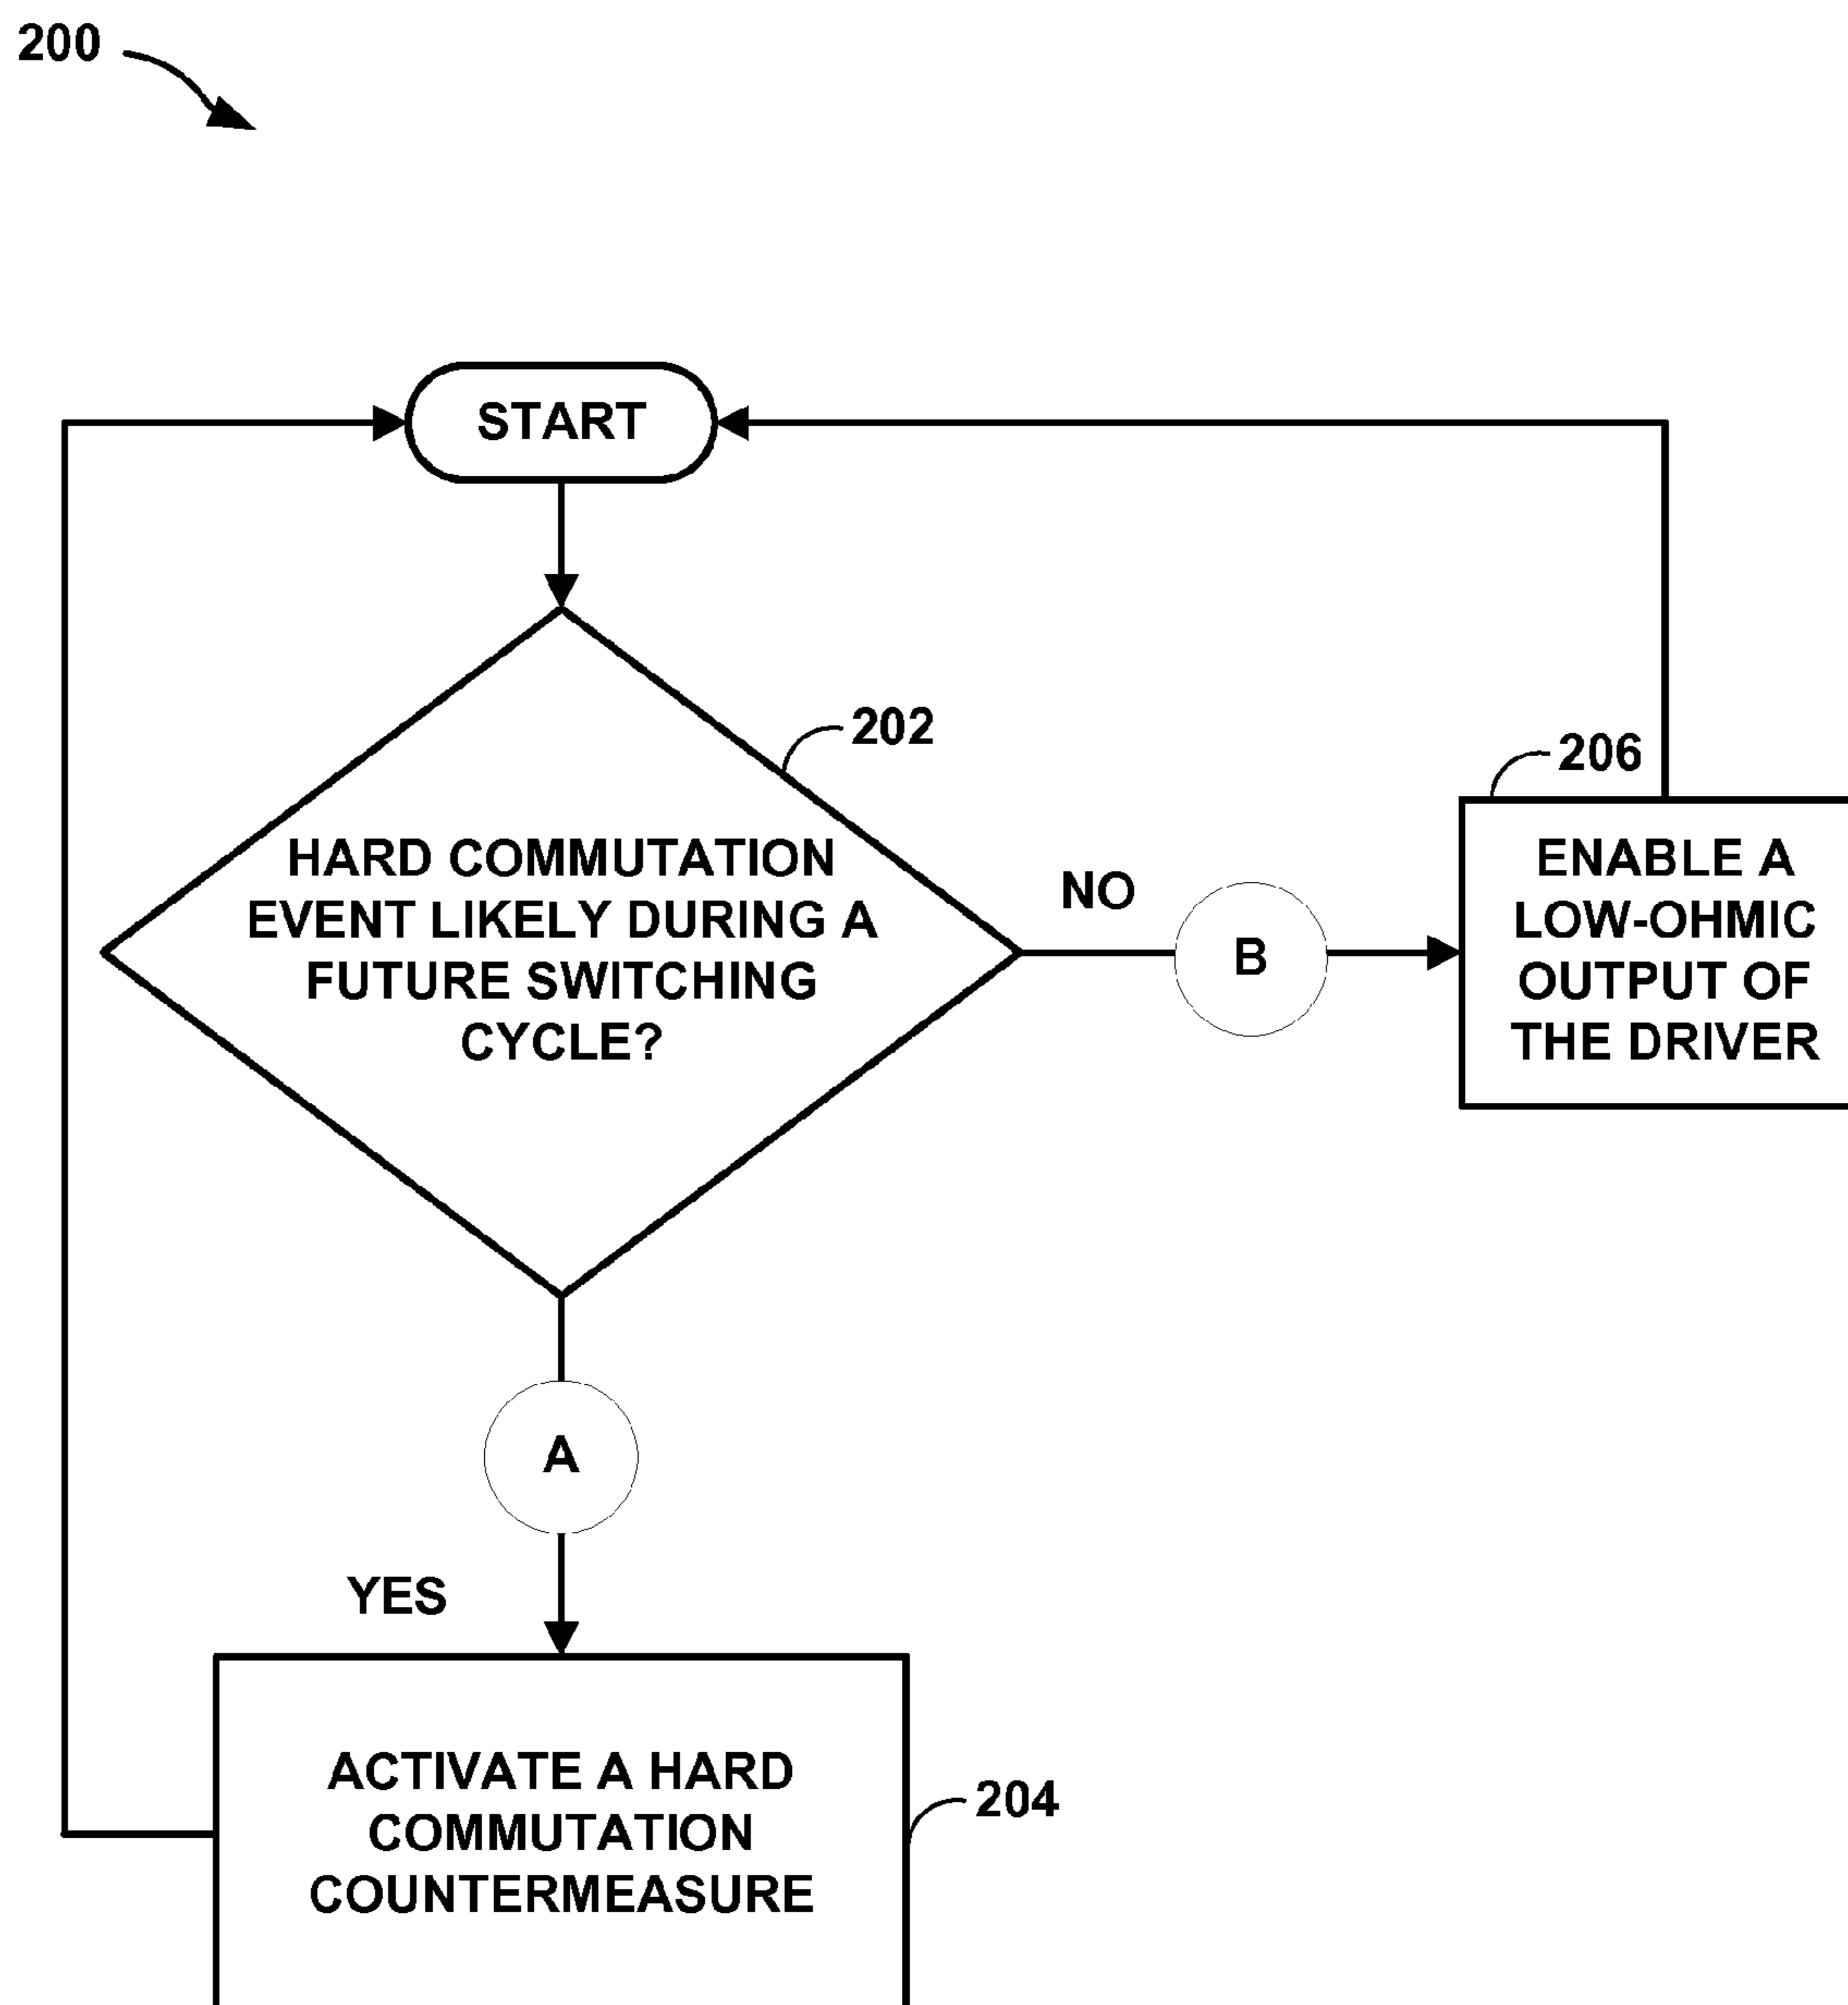 200
START
202
HARD COMMUTATION
EVENT LIKELY DURING A
FUTURE SWITCHING
CYCLE?
NO
B
206
ENABLE A
LOW-OHMIC
OUTPUT OF
THE DRIVER
A
YES
ACTIVATE A HARD
COMMUTATION
COUNTERMEASURE
204